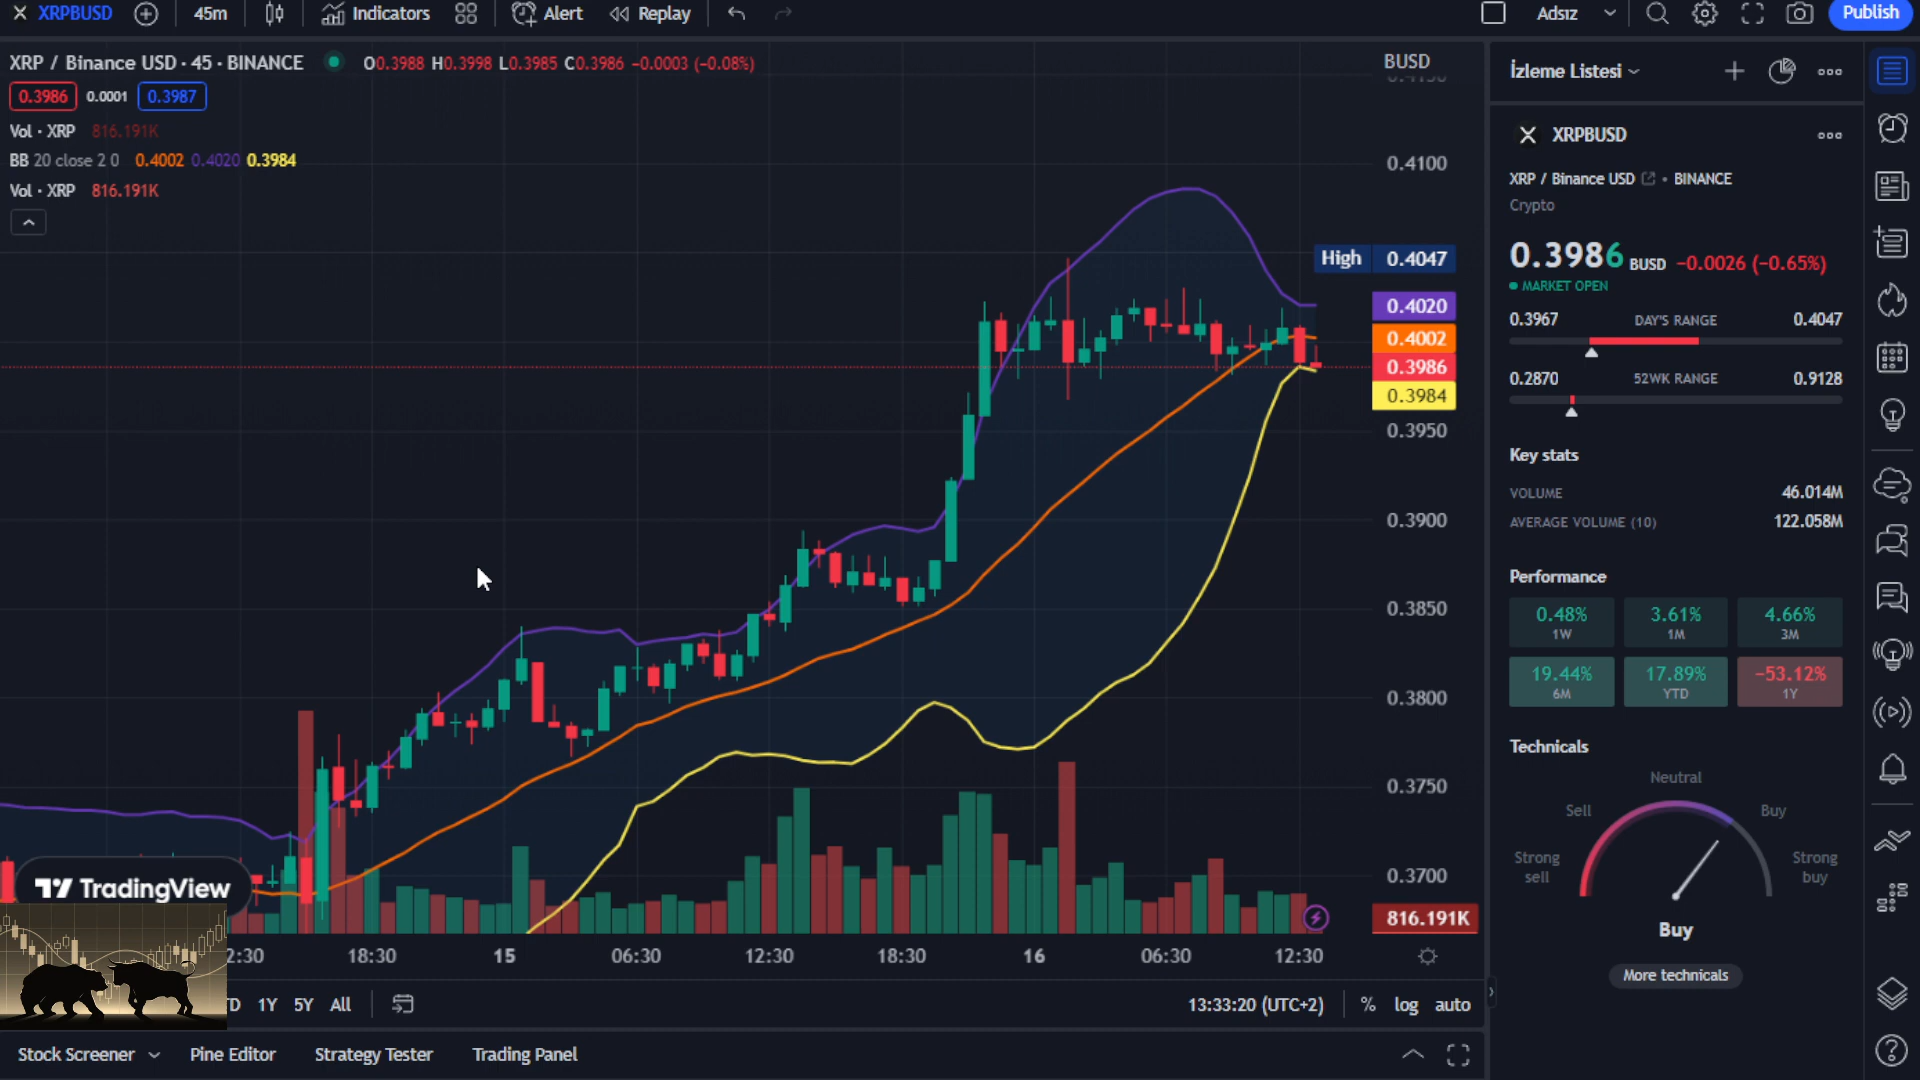 XRPBUSD
45m
Indicators
Alert
Replay
Adsız
Publish
XRP / Binance USD · 45 · BINANCE
O0.3988 H0.3998 L0.3985 C0.3986 −0.0003 (−0.08%)
0.3986 0.0001 0.3987
Vol · XRP 816.191K
BB 20 close 2 0 0.4002 0.4020 0.3984
Vol · XRP 816.191K
BUSD
0.4100
High 0.4047
0.4020
0.4002
0.3986
0.3984
0.3950
0.3900
0.3850
0.3800
0.3750
0.3700
816.191K
TradingView
2:30 18:30 15 06:30 12:30 18:30 16 06:30 12:30
D 1Y 5Y All
13:33:20 (UTC+2) % log auto
Stock Screener Pine Editor Strategy Tester Trading Panel
İzleme Listesi
XRPBUSD
XRP / Binance USD • BINANCE
Crypto
0.3986 BUSD −0.0026 (−0.65%)
MARKET OPEN
0.3967 DAY'S RANGE 0.4047
0.2870 52WK RANGE 0.9128
Key stats
VOLUME 46.014M
AVERAGE VOLUME (10) 122.058M
Performance
0.48% 3.61% 4.66%
1W 1M 3M
19.44% 17.89% −53.12%
6M YTD 1Y
Technicals
Neutral
Sell Buy
Strong sell Strong buy
Buy
More technicals